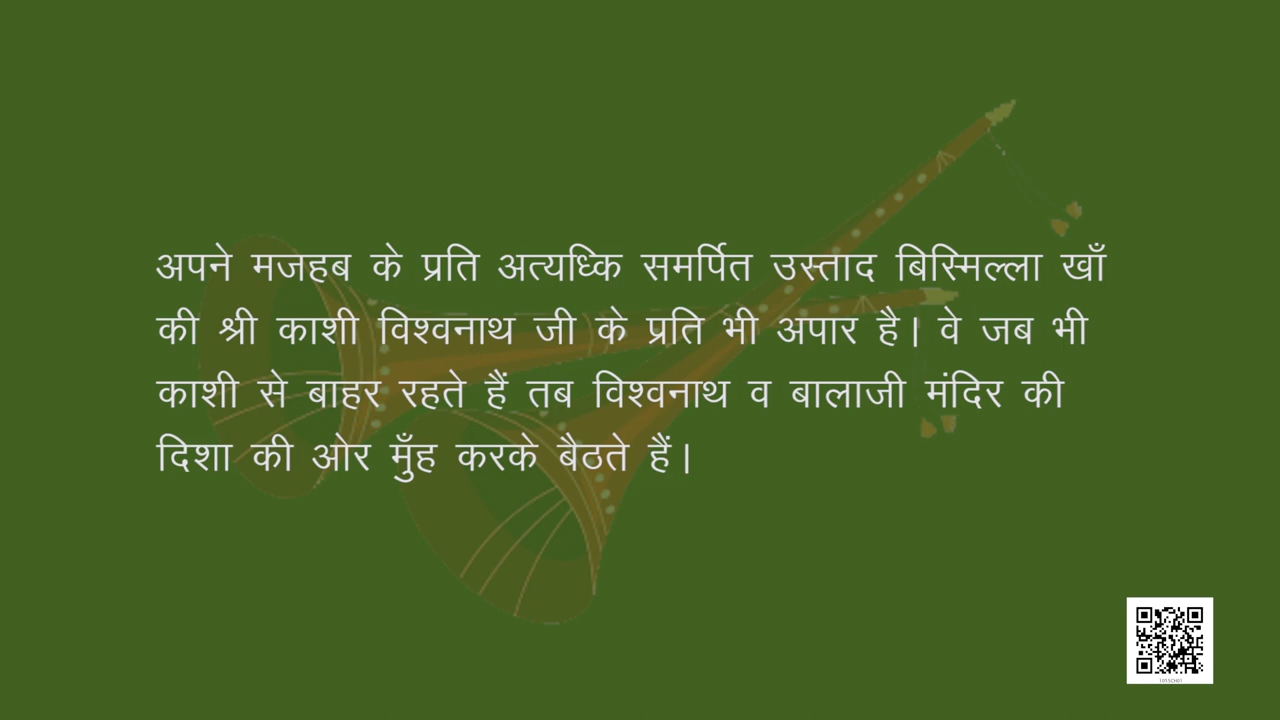 अपने मजहब के प्रति अत्यध्कि समर्पित उस्ताद बिस्मिल्ला खाँ
की श्री काशी विश्वनाथ जी के प्रति भी अपार है। वे जब भी
काशी से बाहर रहते हैं तब विश्वनाथ व बालाजी मंदिर की
दिशा की ओर मुँह करके बैठते हैं।